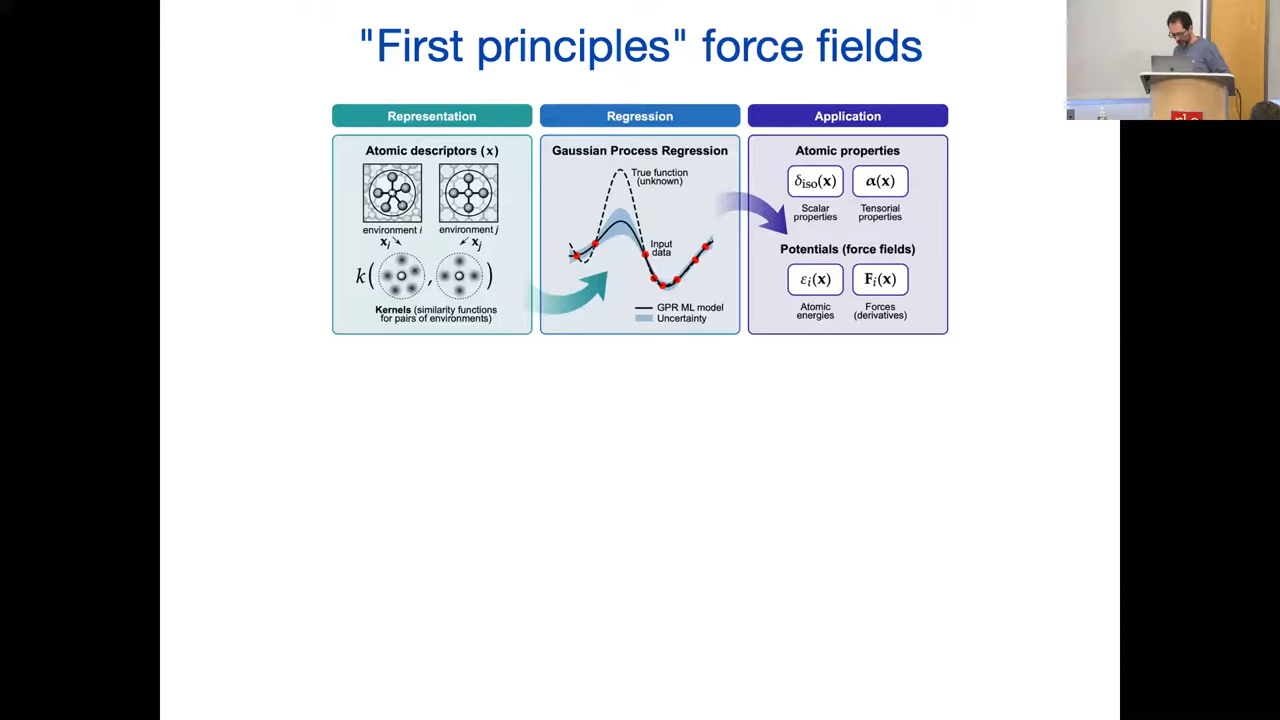 "First principles" force fields
Representation
Regression
Application
Atomic descriptors (x)
environment i
environment j
xi
xj
k( , )
Kernels (similarity functions
for pairs of environments)
Gaussian Process Regression
True function
(unknown)
Input
data
GPR ML model
Uncertainty
Atomic properties
δiso(x)
α(x)
Scalar
properties
Tensorial
properties
Potentials (force fields)
εi(x)
Fi(x)
Atomic
energies
Forces
(derivatives)